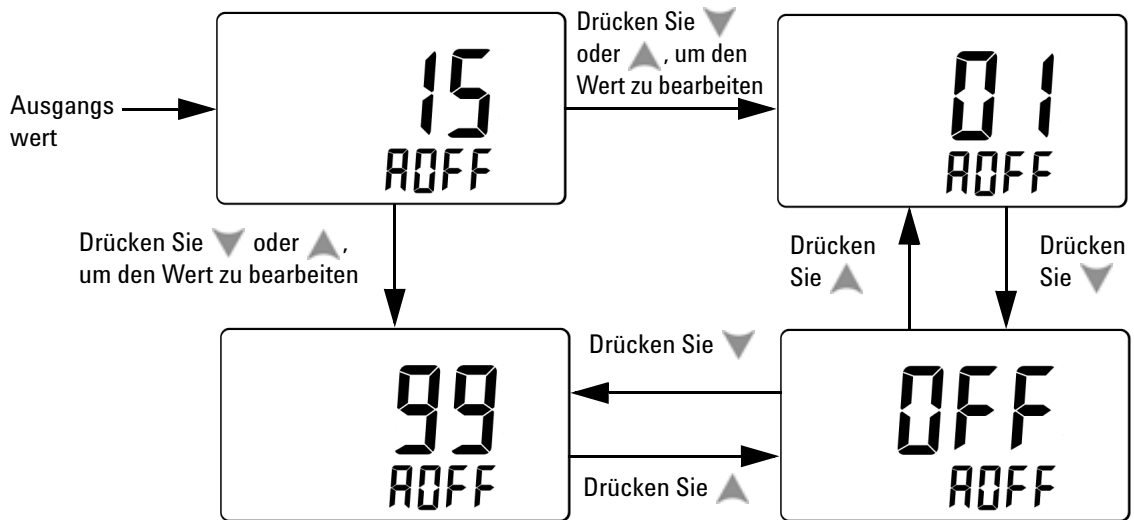 Ausgangs
wert
15
AOFF
Drücken Sie
oder , um den
Wert zu bearbeiten
01
AOFF
Drücken Sie oder ,
um den Wert zu bearbeiten
Drücken
Sie
Drücken
Sie
99
AOFF
Drücken Sie
Drücken Sie
OFF
AOFF